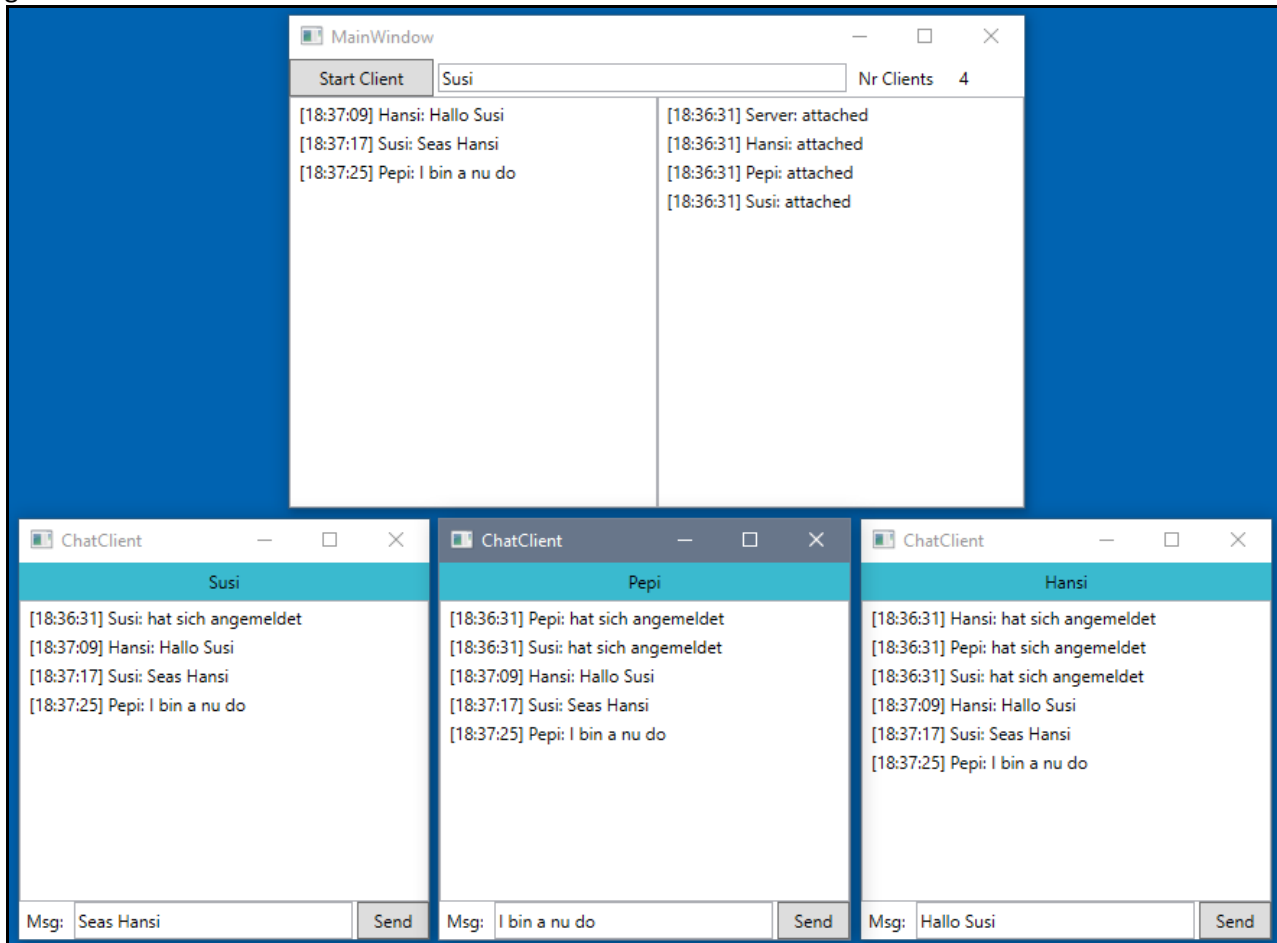 MainWindow
Start Client Susi Nr Clients 4
[18:37:09] Hansi: Hallo Susi
[18:37:17] Susi: Seas Hansi
[18:37:25] Pepi: I bin a nu do
[18:36:31] Server: attached
[18:36:31] Hansi: attached
[18:36:31] Pepi: attached
[18:36:31] Susi: attached
ChatClient
Susi
[18:36:31] Susi: hat sich angemeldet
[18:37:09] Hansi: Hallo Susi
[18:37:17] Susi: Seas Hansi
[18:37:25] Pepi: I bin a nu do
Msg: Seas Hansi Send
ChatClient
Pepi
[18:36:31] Pepi: hat sich angemeldet
[18:36:31] Susi: hat sich angemeldet
[18:37:09] Hansi: Hallo Susi
[18:37:17] Susi: Seas Hansi
[18:37:25] Pepi: I bin a nu do
Msg: I bin a nu do Send
ChatClient
Hansi
[18:36:31] Hansi: hat sich angemeldet
[18:36:31] Pepi: hat sich angemeldet
[18:36:31] Susi: hat sich angemeldet
[18:37:09] Hansi: Hallo Susi
[18:37:17] Susi: Seas Hansi
[18:37:25] Pepi: I bin a nu do
Msg: Hallo Susi Send